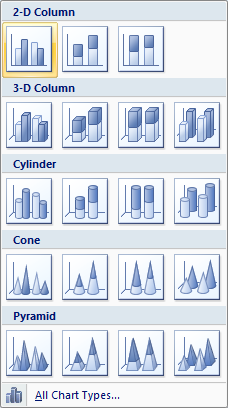 2-D Column
3-D Column
Cylinder
Cone
Pyramid
All Chart Types...